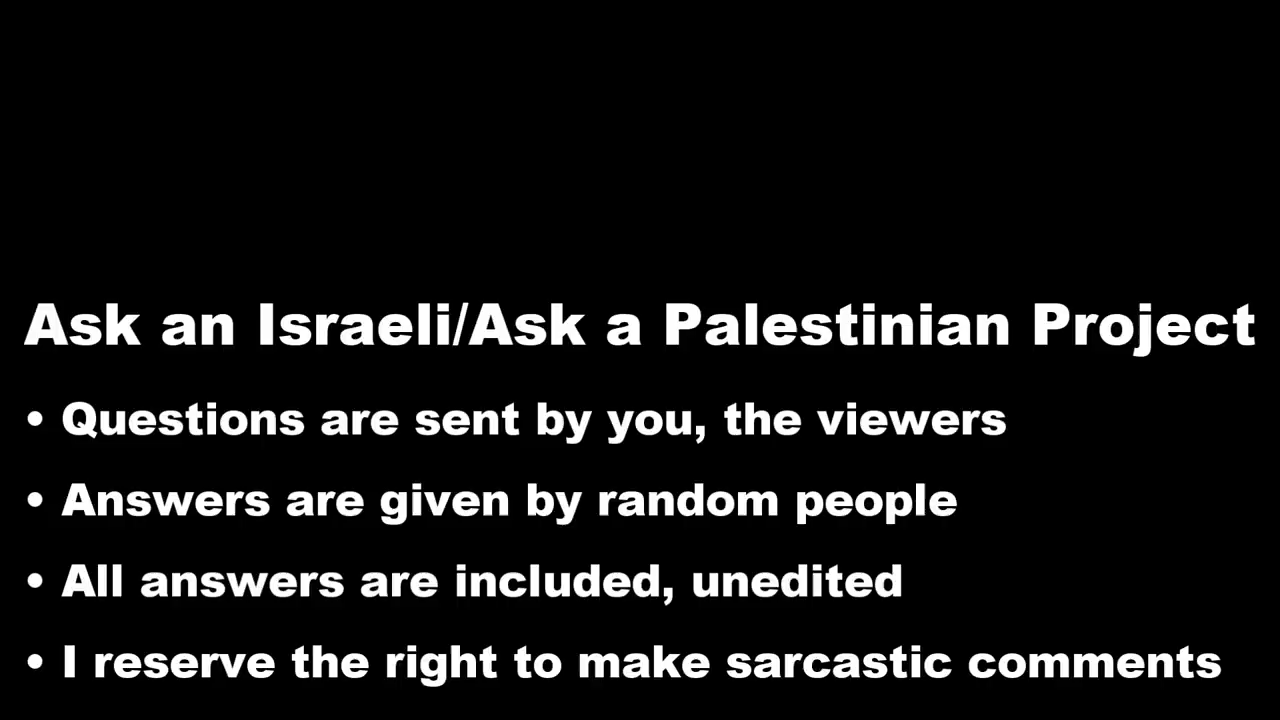 Ask an Israeli/Ask a Palestinian Project
• Questions are sent by you, the viewers
• Answers are given by random people
• All answers are included, unedited
• I reserve the right to make sarcastic comments